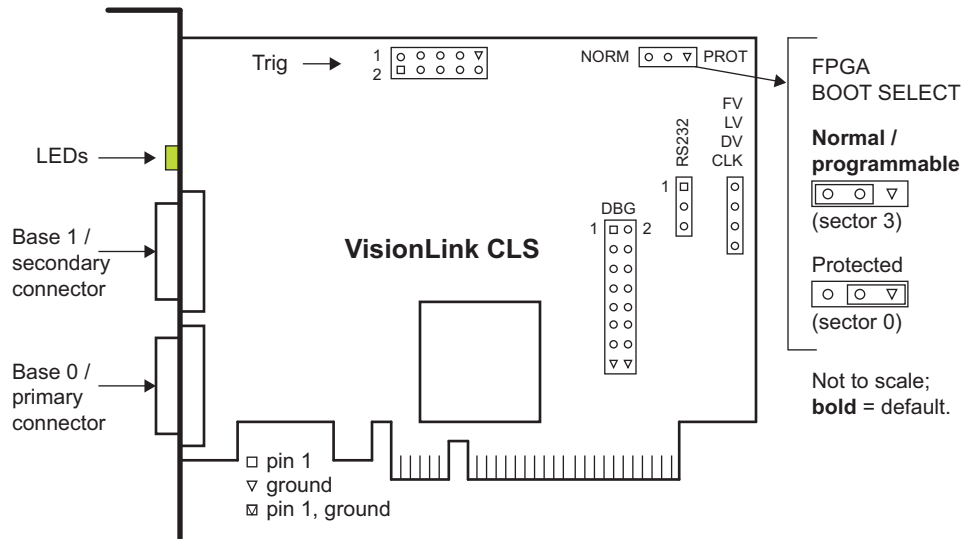 Trig
1
2
NORM
PROT
FPGA
BOOT SELECT
Normal /
programmable
(sector 3)
Protected
(sector 0)
Not to scale;
bold = default.
FV
LV
DV
CLK
RS232
1
DBG
1
2
LEDs
Base 1 /
secondary
connector
VisionLink CLS
Base 0 /
primary
connector
pin 1
ground
pin 1, ground